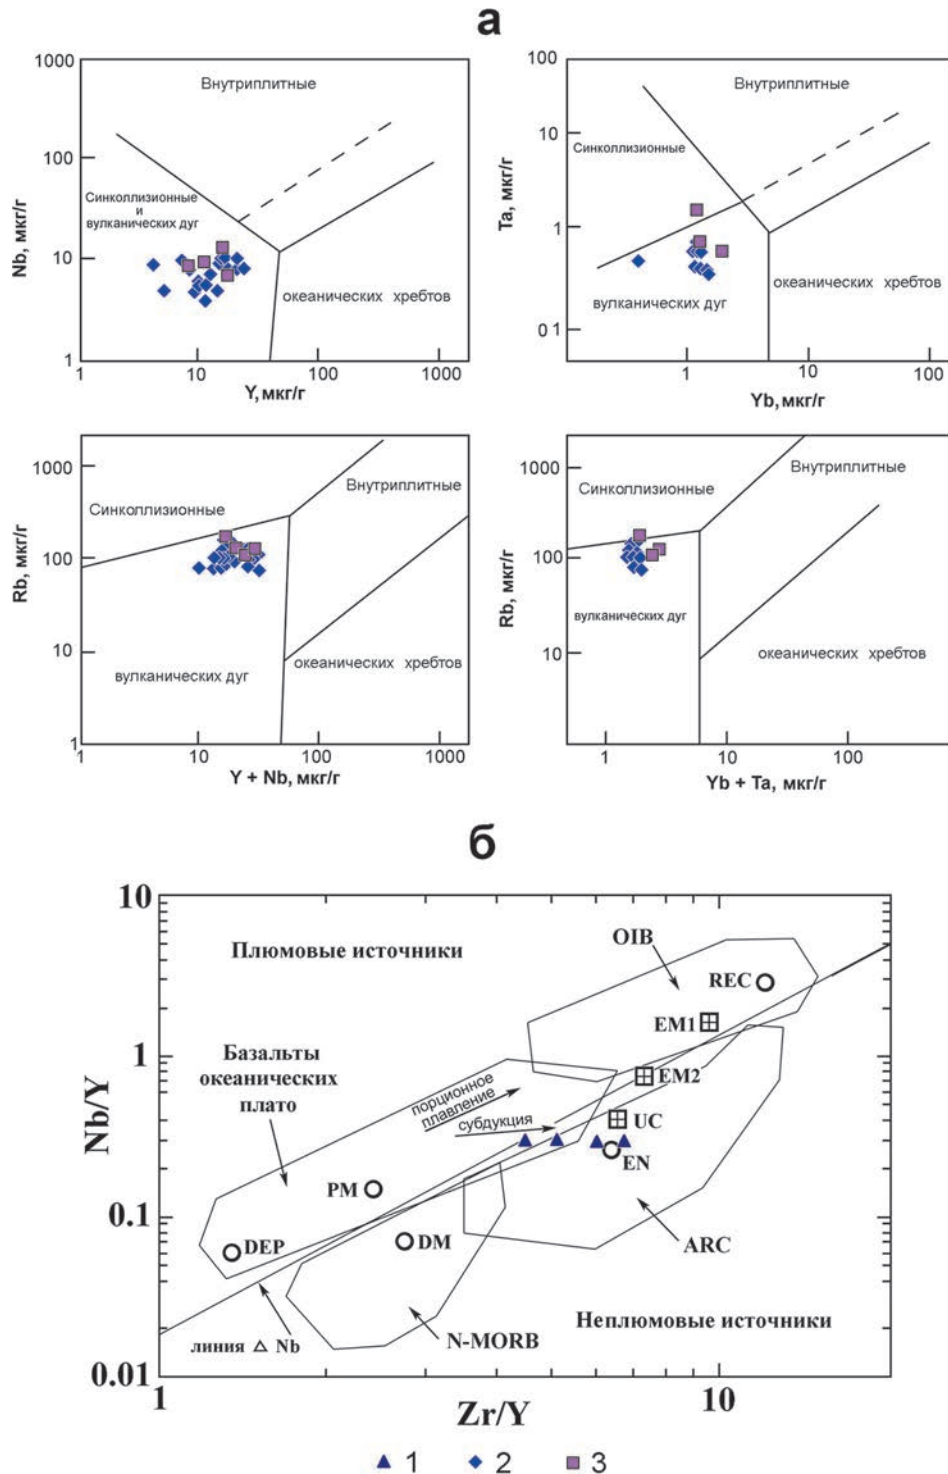 а
1000
100
10
1
Nb, мкг/г
Внутриплитные
Синколлизионные
и
вулканических дуг
океанических хребтов
1
10
100
1000
Y, мкг/г
100
10
1
0 1
Ta, мкг/г
Внутриплитные
Синколлизионные
вулканических дуг
океанических хребтов
1
10
100
Yb, мкг/г
1000
100
10
1
Rb, мкг/г
Синколлизионные
Внутриплитные
вулканических дуг
океанических хребтов
1
10
100
1000
Y + Nb, мкг/г
1000
100
10
1
Rb, мкг/г
Синколлизионные
Внутриплитные
вулканических дуг
океанических хребтов
1
10
100
Yb + Ta, мкг/г
б
10
1
0.1
0.01
Nb/Y
Плюмовые источники
OIB
REC
EM1
Базальты
океанических
плато
порционное
плавление
EM2
субдукция
UC
EN
PM
DEP
DM
ARC
N-MORB
Неплюмовые источники
линия △ Nb
1
10
Zr/Y
1
2
3